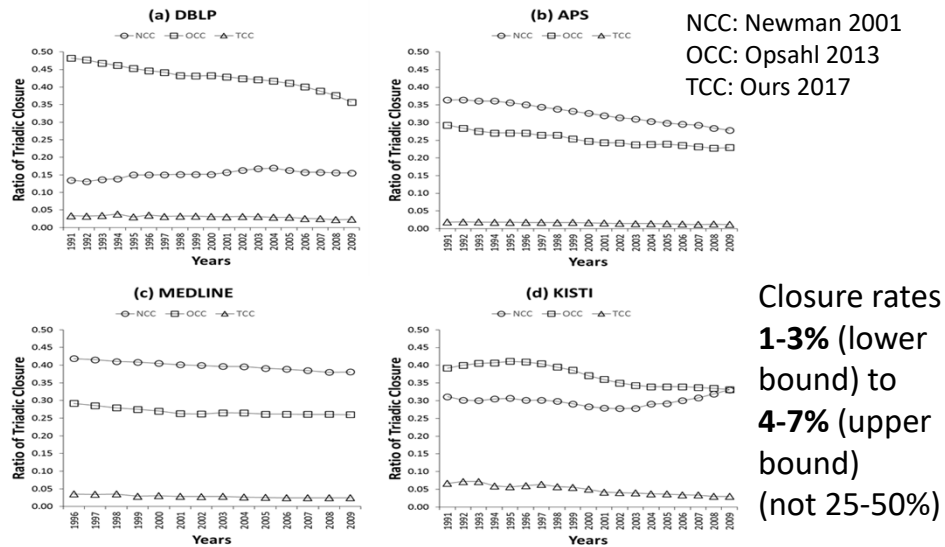 (a) DBLP
NCC OCC TCC
Ratio of Triadic Closure
0.50
0.45
0.40
0.35
0.30
0.25
0.20
0.15
0.10
0.05
0.00
1991 1992 1993 1994 1995 1996 1997 1998 1999 2000 2001 2002 2003 2004 2005 2006 2007 2008 2009
Years
(b) APS
NCC OCC TCC
Ratio of Triadic Closure
0.50
0.45
0.40
0.35
0.30
0.25
0.20
0.15
0.10
0.05
0.00
1991 1992 1993 1994 1995 1996 1997 1998 1999 2000 2001 2002 2003 2004 2005 2006 2007 2008 2009
Years
NCC: Newman 2001
OCC: Opsahl 2013
TCC: Ours 2017
(c) MEDLINE
NCC OCC TCC
Ratio of Triadic Closure
0.50
0.45
0.40
0.35
0.30
0.25
0.20
0.15
0.10
0.05
0.00
1996 1997 1998 1999 2000 2001 2002 2003 2004 2005 2006 2007 2008 2009
Years
(d) KISTI
NCC OCC TCC
Ratio of Triadic Closure
0.50
0.45
0.40
0.35
0.30
0.25
0.20
0.15
0.10
0.05
0.00
1991 1992 1993 1994 1995 1996 1997 1998 1999 2000 2001 2002 2003 2004 2005 2006 2007 2008 2009
Years
Closure rates
1-3% (lower
bound) to
4-7% (upper
bound)
(not 25-50%)